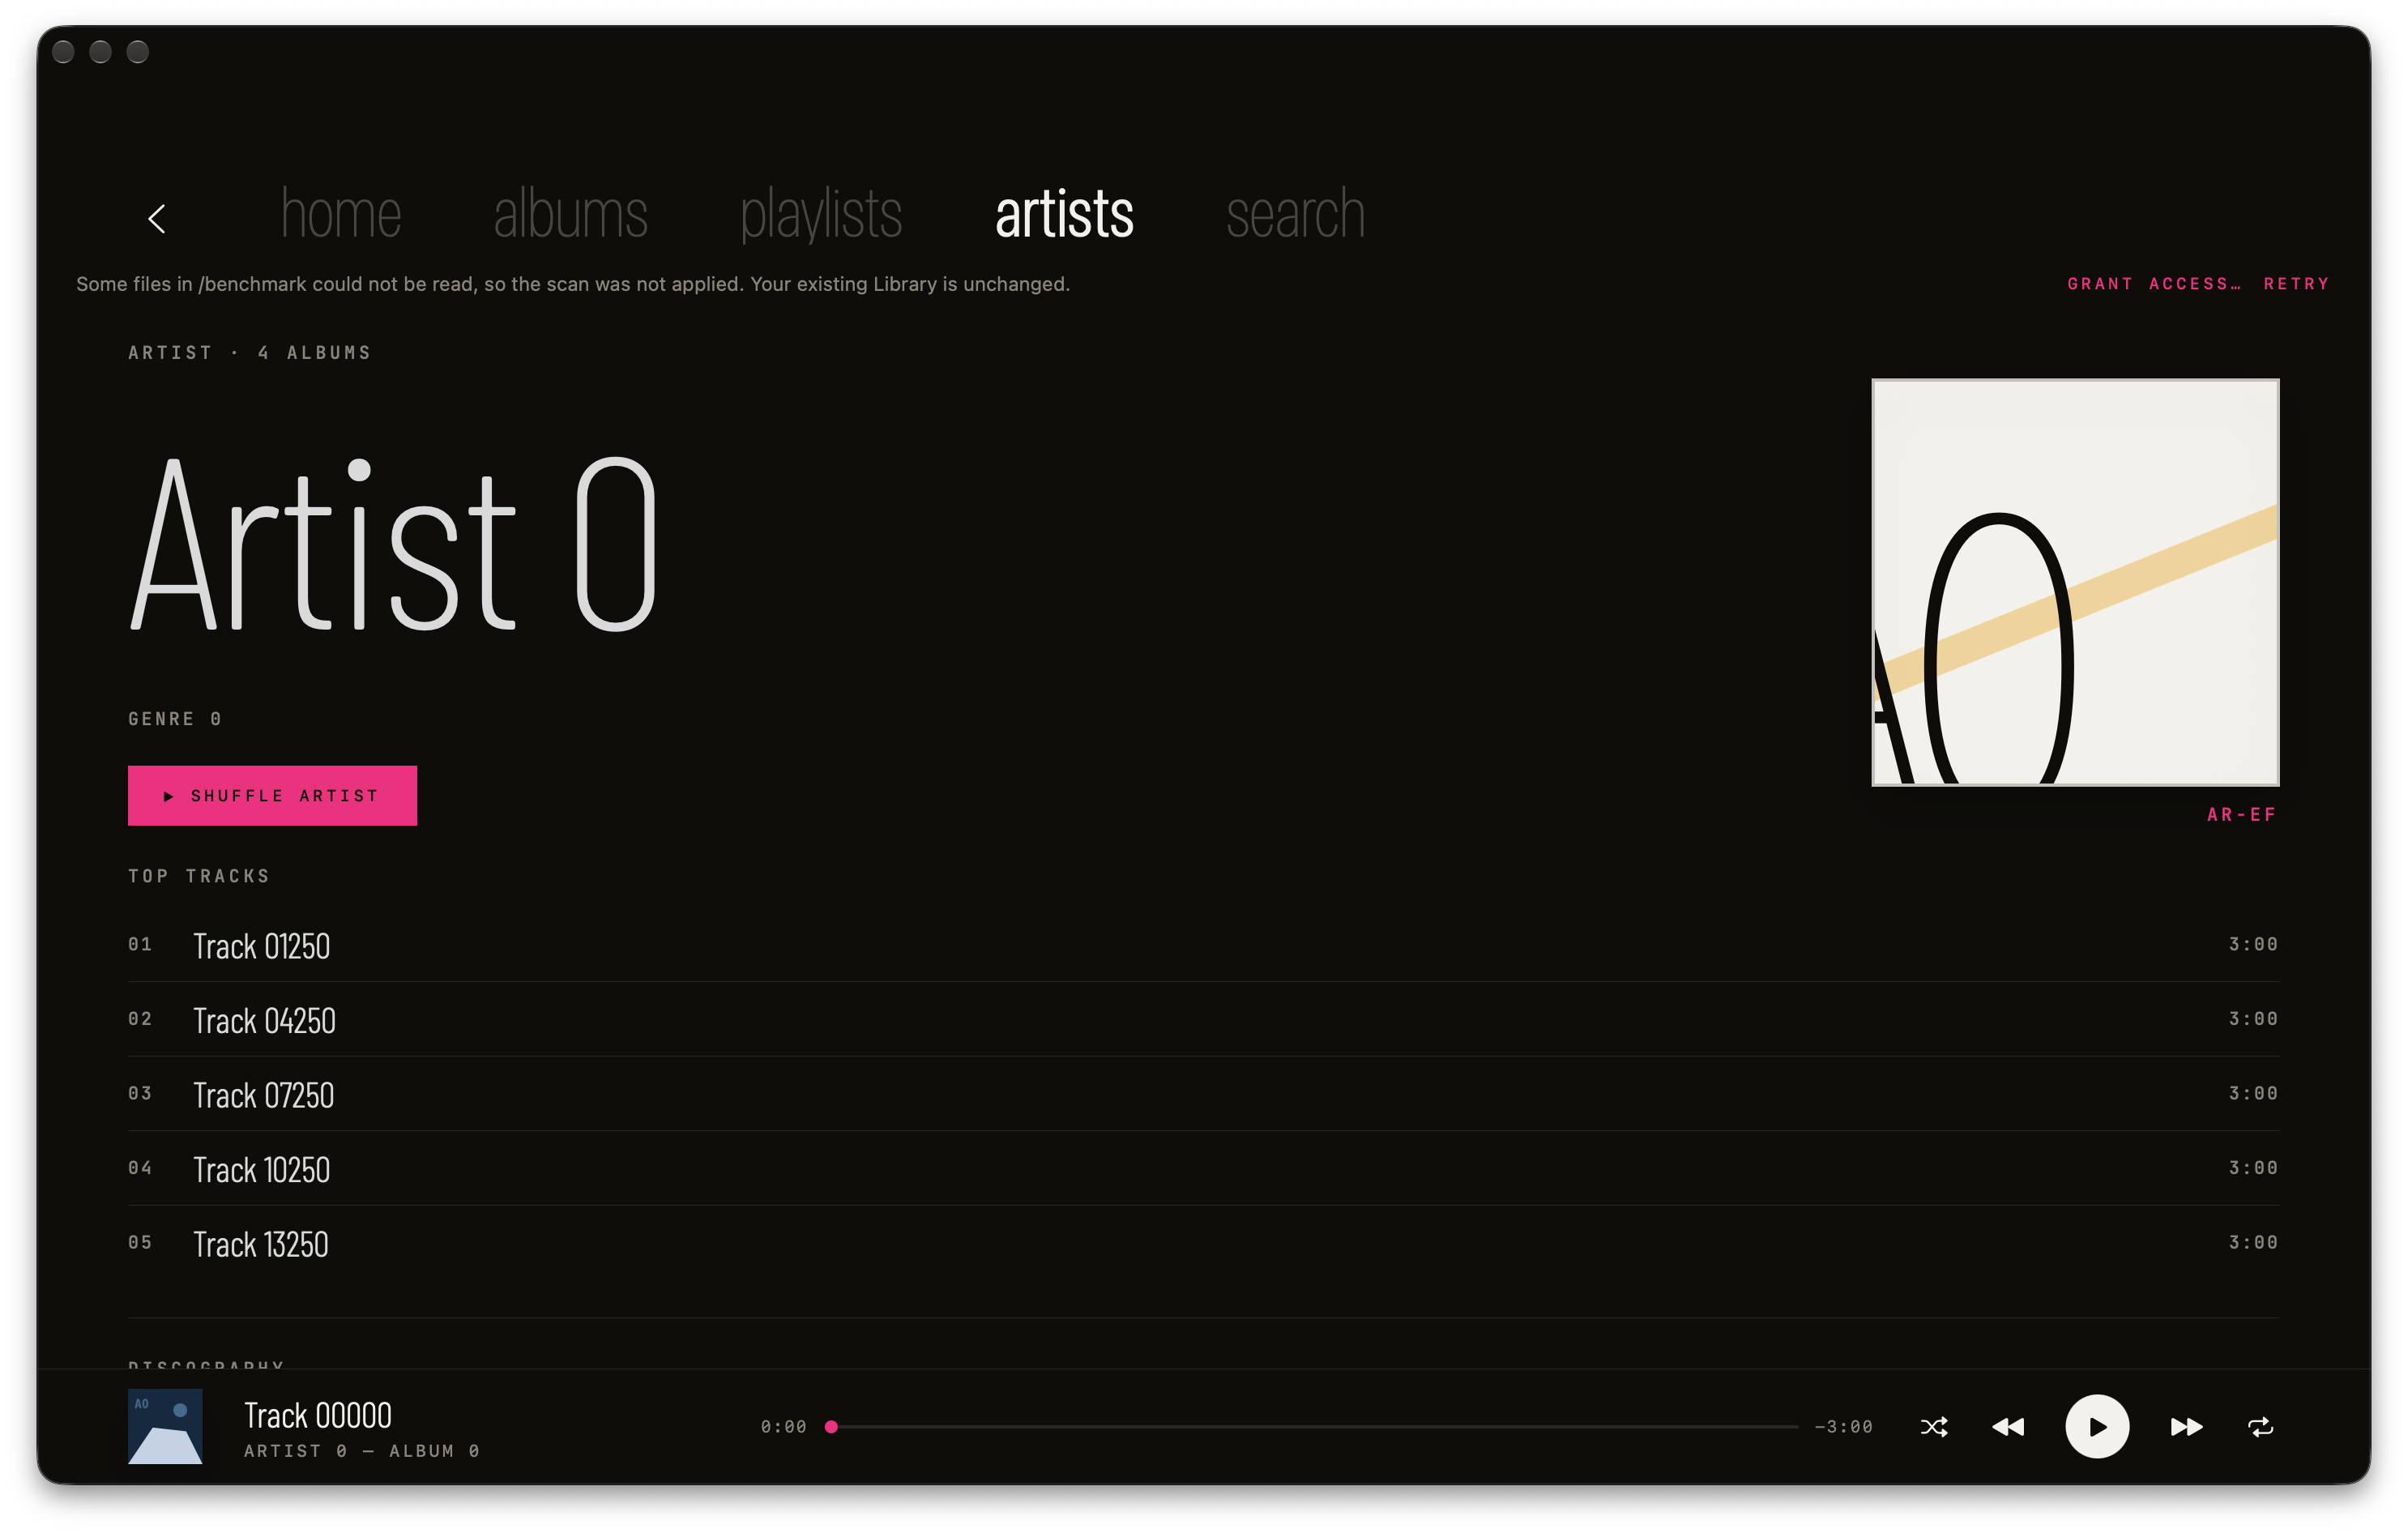 home albums playlists artists search
Some files in /benchmark could not be read, so the scan was not applied. Your existing Library is unchanged.
GRANT ACCESS… RETRY
ARTIST · 4 ALBUMS
Artist 0
AO
AR-EF
GENRE 0
SHUFFLE ARTIST
TOP TRACKS
01 Track 01250 3:00
02 Track 04250 3:00
03 Track 07250 3:00
04 Track 10250 3:00
05 Track 13250 3:00
DISCOGRAPHY
AO
Track 00000
ARTIST 0 — ALBUM 0
0:00 −3:00